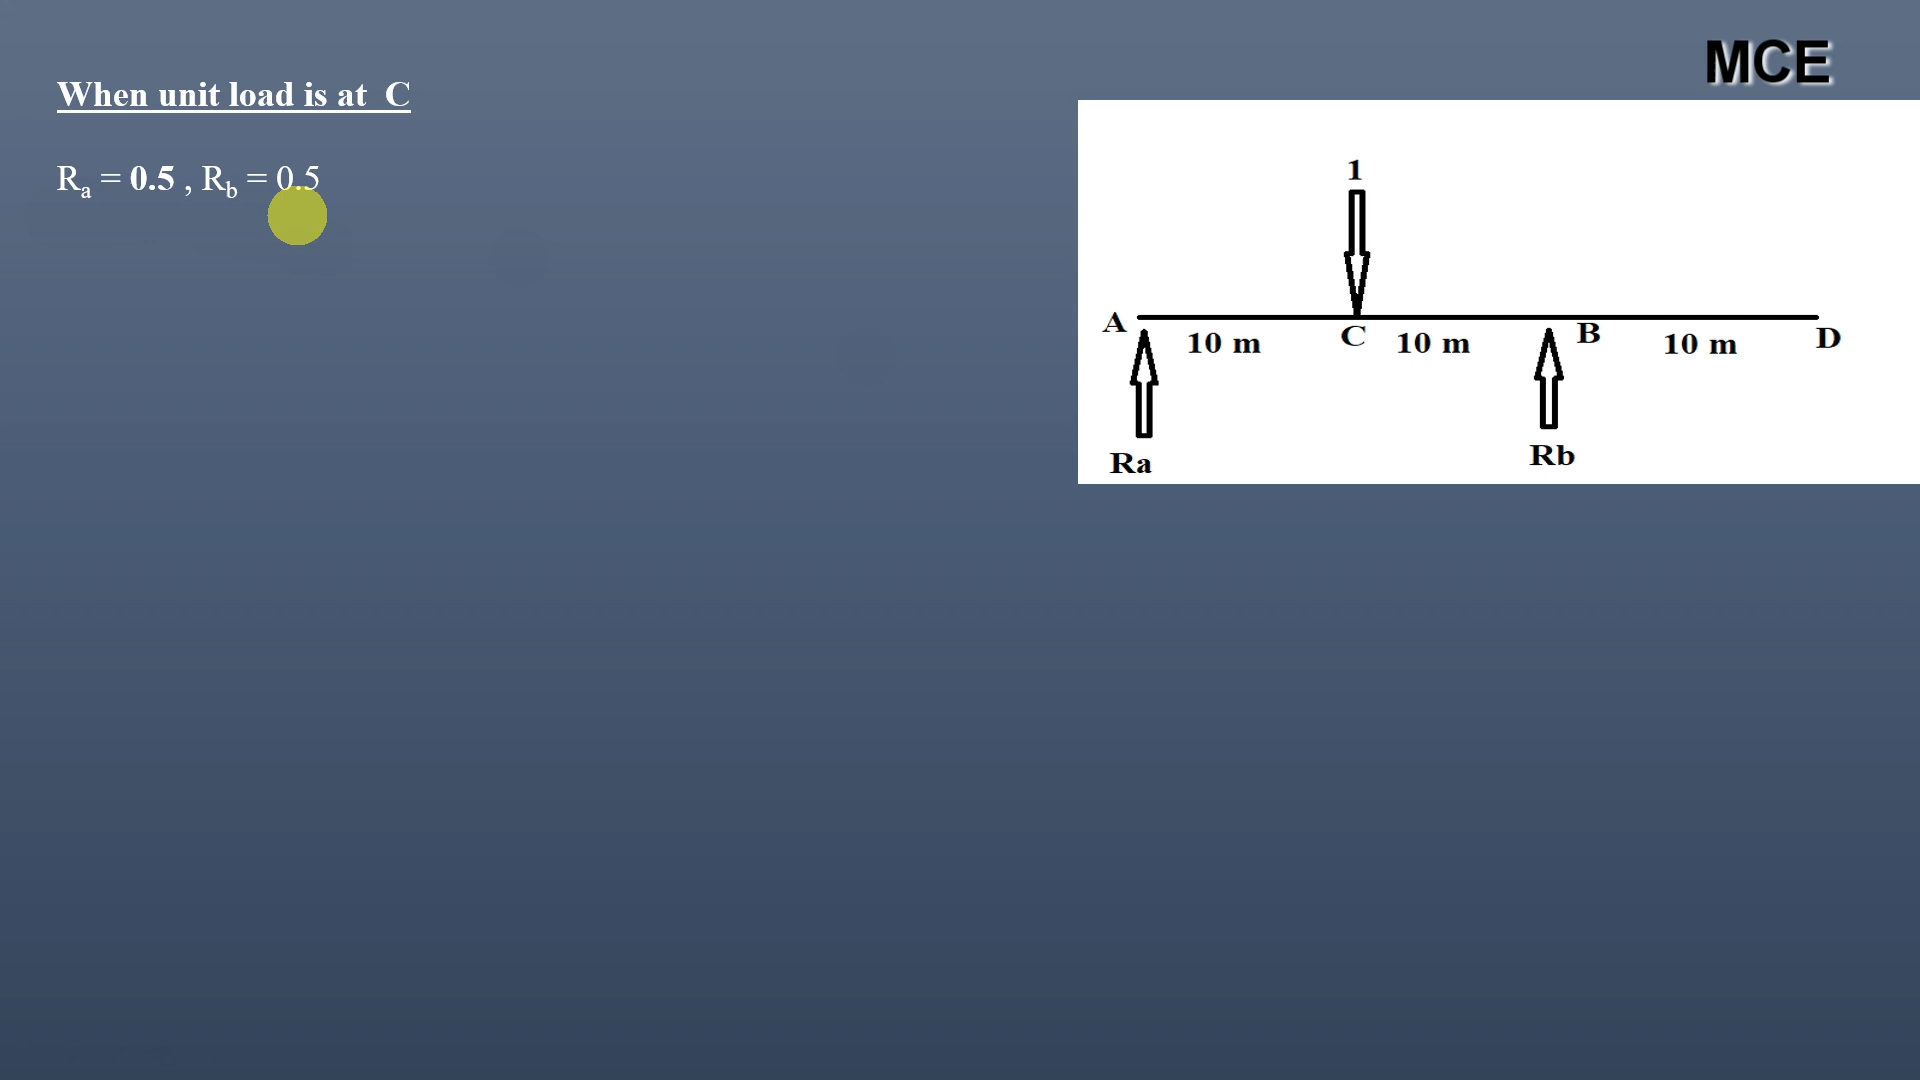 MCE
When unit load is at C
Ra = 0.5 , Rb = 0.5
1
A
10 m
C
10 m
B
10 m
D
Ra
Rb